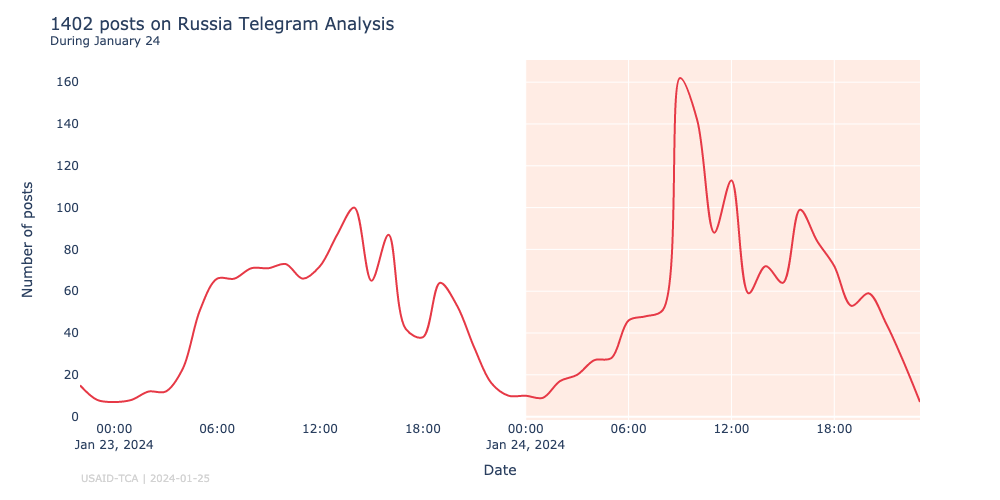 1402 posts on Russia Telegram Analysis
During January 24
Number of posts
160
140
120
100
80
60
40
20
0
00:00 06:00 12:00 18:00 00:00 06:00 12:00 18:00
Jan 23, 2024 Jan 24, 2024
Date
USAID-TCA | 2024-01-25